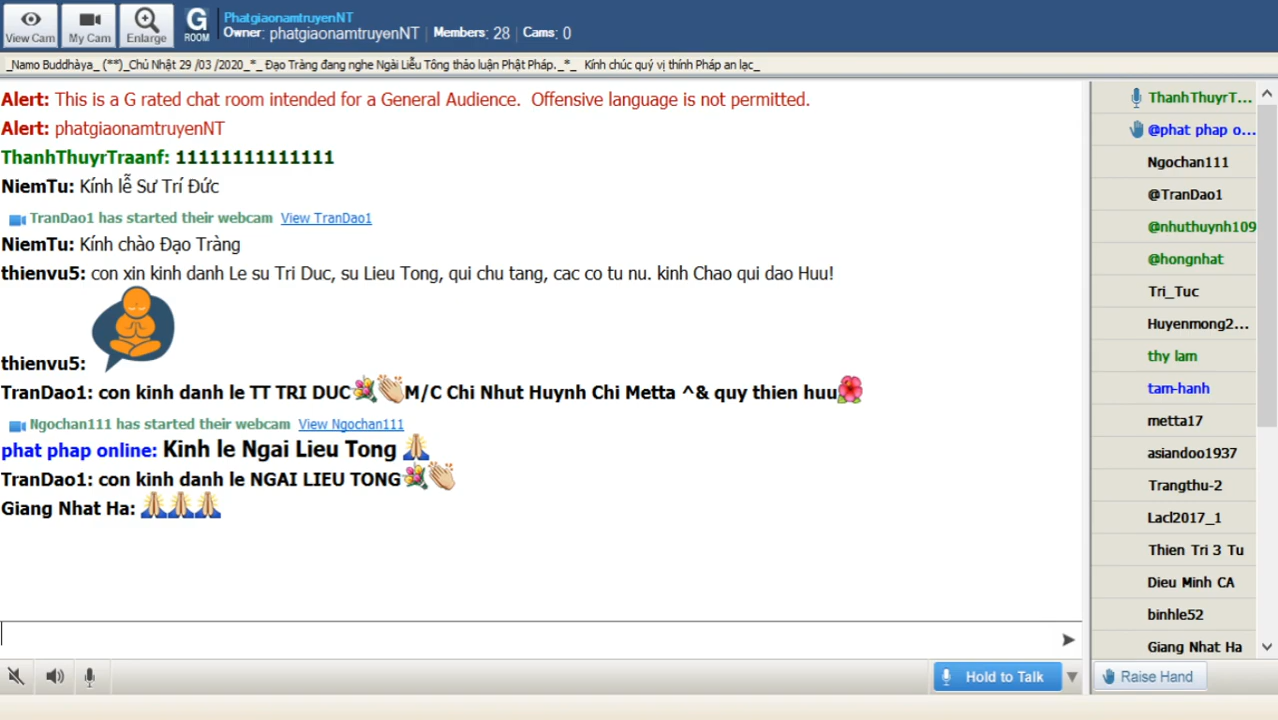 View Cam
My Cam
Enlarge
G
ROOM
PhatgiaonamtruyenNT
Owner: phatgiaonamtruyenNT | Members: 28 | Cams: 0
_Namo Buddhàya_ (**)_Chủ Nhật 29 /03 /2020_*_ Đạo Tràng đang nghe Ngài Liễu Tông thảo luận Phật Pháp._*_ Kính chúc quý vị thính Pháp an lạc_
Alert: This is a G rated chat room intended for a General Audience. Offensive language is not permitted.
Alert: phatgiaonamtruyenNT
ThanhThuyrTraanf: 11111111111111
NiemTu: Kính lễ Sư Trí Đức
TranDao1 has started their webcam View TranDao1
NiemTu: Kính chào Đạo Tràng
thienvu5: con xin kinh danh Le su Tri Duc, su Lieu Tong, qui chu tang, cac co tu nu. kinh Chao qui dao Huu!
thienvu5:
TranDao1: con kinh danh le TT TRI DUC💐👏M/C Chi Nhut Huynh Chi Metta ^& quy thien huu🌺
Ngochan111 has started their webcam View Ngochan111
phat phap online: Kinh le Ngai Lieu Tong 🙏
TranDao1: con kinh danh le NGAI LIEU TONG💐👏
Giang Nhat Ha: 🙏🙏🙏
Hold to Talk
ThanhThuyrT...
@phat phap o...
Ngochan111
@TranDao1
@nhuthuynh109
@hongnhat
Tri_Tuc
Huyenmong2...
thy lam
tam-hanh
metta17
asiandoo1937
Trangthu-2
Lacl2017_1
Thien Tri 3 Tu
Dieu Minh CA
binhle52
Giang Nhat Ha
Raise Hand